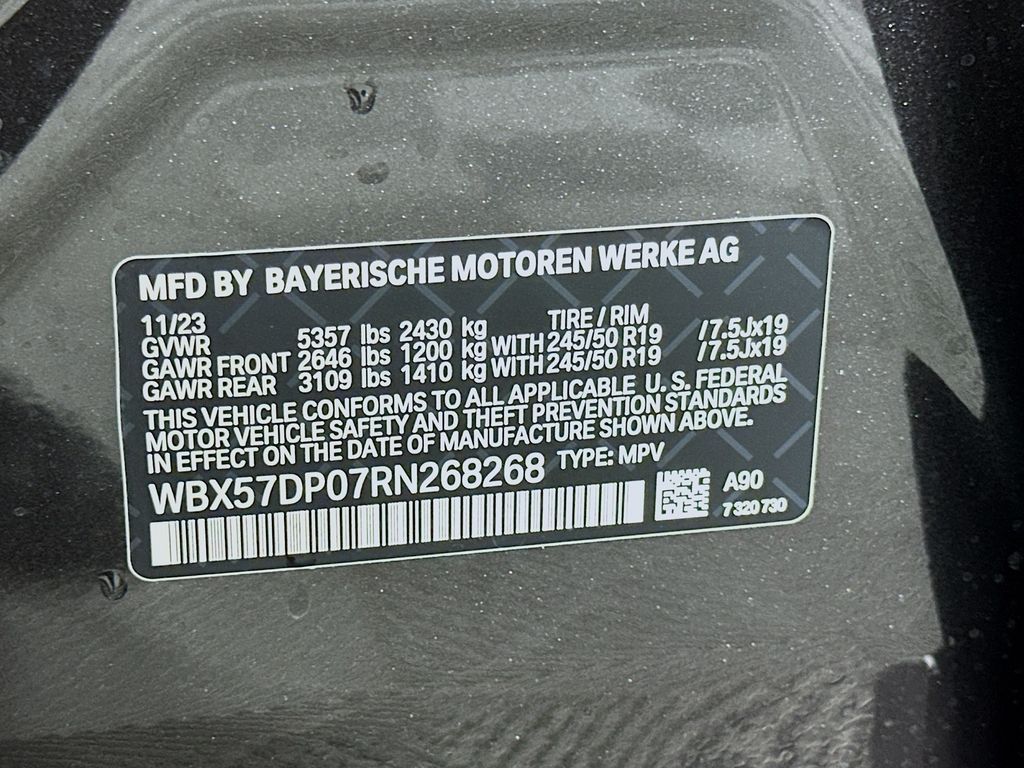 MFD BY BAYERISCHE MOTOREN WERKE AG
11/23 TIRE / RIM
GVWR 5357 lbs 2430 kg
GAWR FRONT 2646 lbs 1200 kg WITH 245/50 R19 /7.5Jx19
GAWR REAR 3109 lbs 1410 kg WITH 245/50 R19 /7.5Jx19
THIS VEHICLE CONFORMS TO ALL APPLICABLE U. S. FEDERAL
MOTOR VEHICLE SAFETY AND THEFT PREVENTION STANDARDS
IN EFFECT ON THE DATE OF MANUFACTURE SHOWN ABOVE.
WBX57DP07RN268268 TYPE: MPV
A90
7 320 730